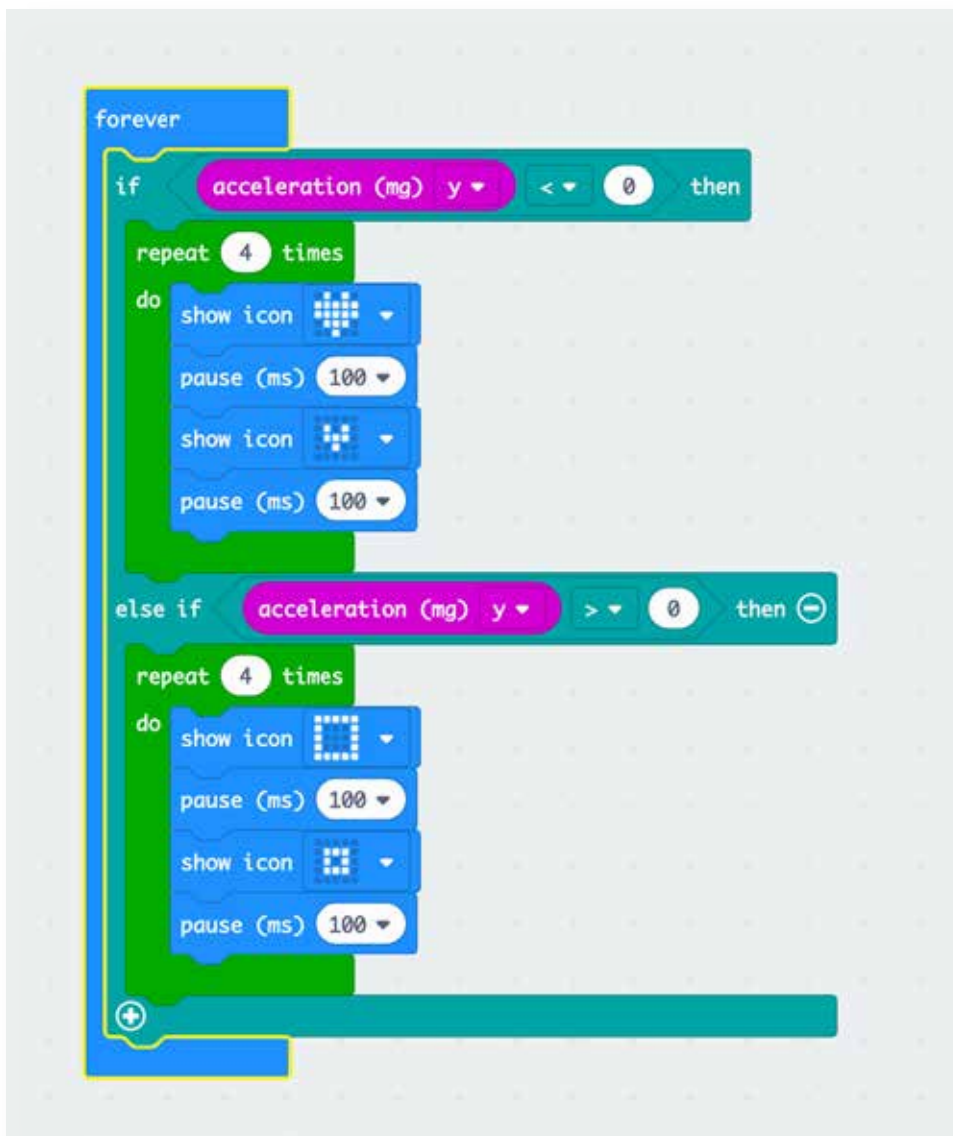 forever
if acceleration (mg) y < 0 then
repeat 4 times
do
show icon
pause (ms) 100
show icon
pause (ms) 100
else if acceleration (mg) y > 0 then
repeat 4 times
do
show icon
pause (ms) 100
show icon
pause (ms) 100